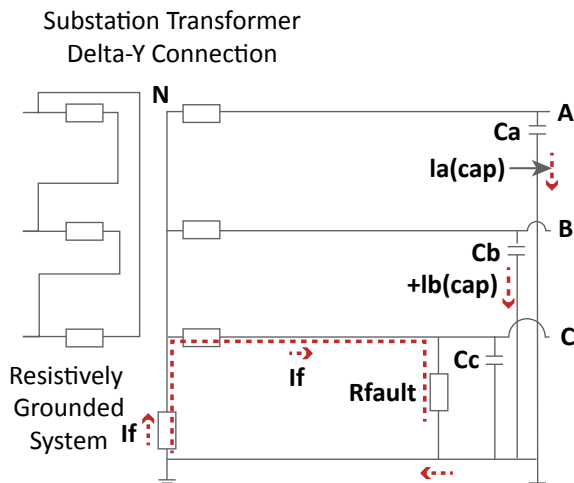 Substation Transformer
Delta-Y Connection
N
A
Ca
Ia(cap)
B
Cb
+Ib(cap)
C
Cc
If
Rfault
Resistively
Grounded
System
If